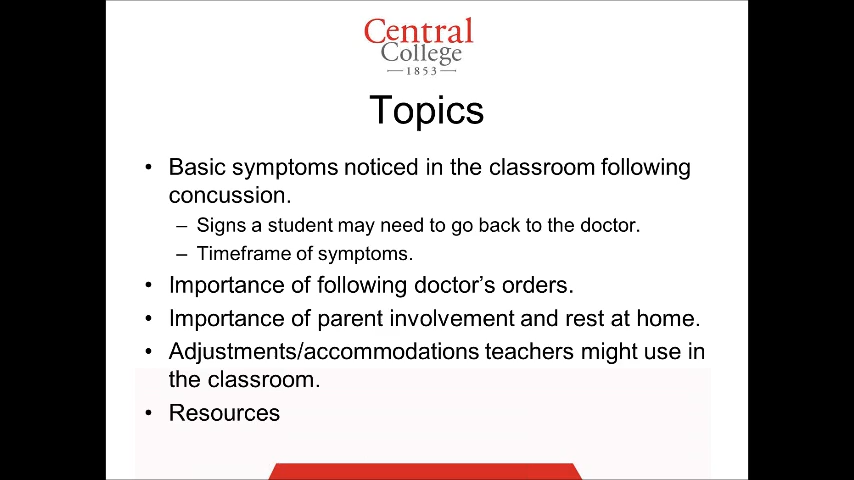 Central
College
1853
Topics
• Basic symptoms noticed in the classroom following
concussion.
– Signs a student may need to go back to the doctor.
– Timeframe of symptoms.
• Importance of following doctor’s orders.
• Importance of parent involvement and rest at home.
• Adjustments/accommodations teachers might use in
the classroom.
• Resources